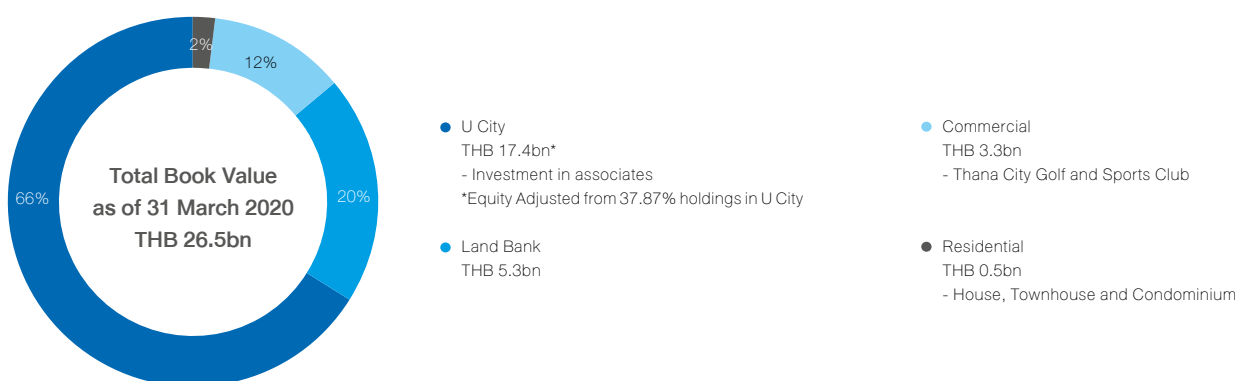 2%
12%
66%
20%
Total Book Value
as of 31 March 2020
THB 26.5bn
U City
THB 17.4bn*
- Investment in associates
*Equity Adjusted from 37.87% holdings in U City
Land Bank
THB 5.3bn
Commercial
THB 3.3bn
- Thana City Golf and Sports Club
Residential
THB 0.5bn
- House, Townhouse and Condominium